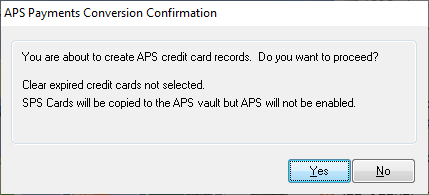 APS Payments Conversion Confirmation
You are about to create APS credit card records.  Do you want to proceed?
Clear expired credit cards not selected.
SPS Cards will be copied to the APS vault but APS will not be enabled.
Yes
No